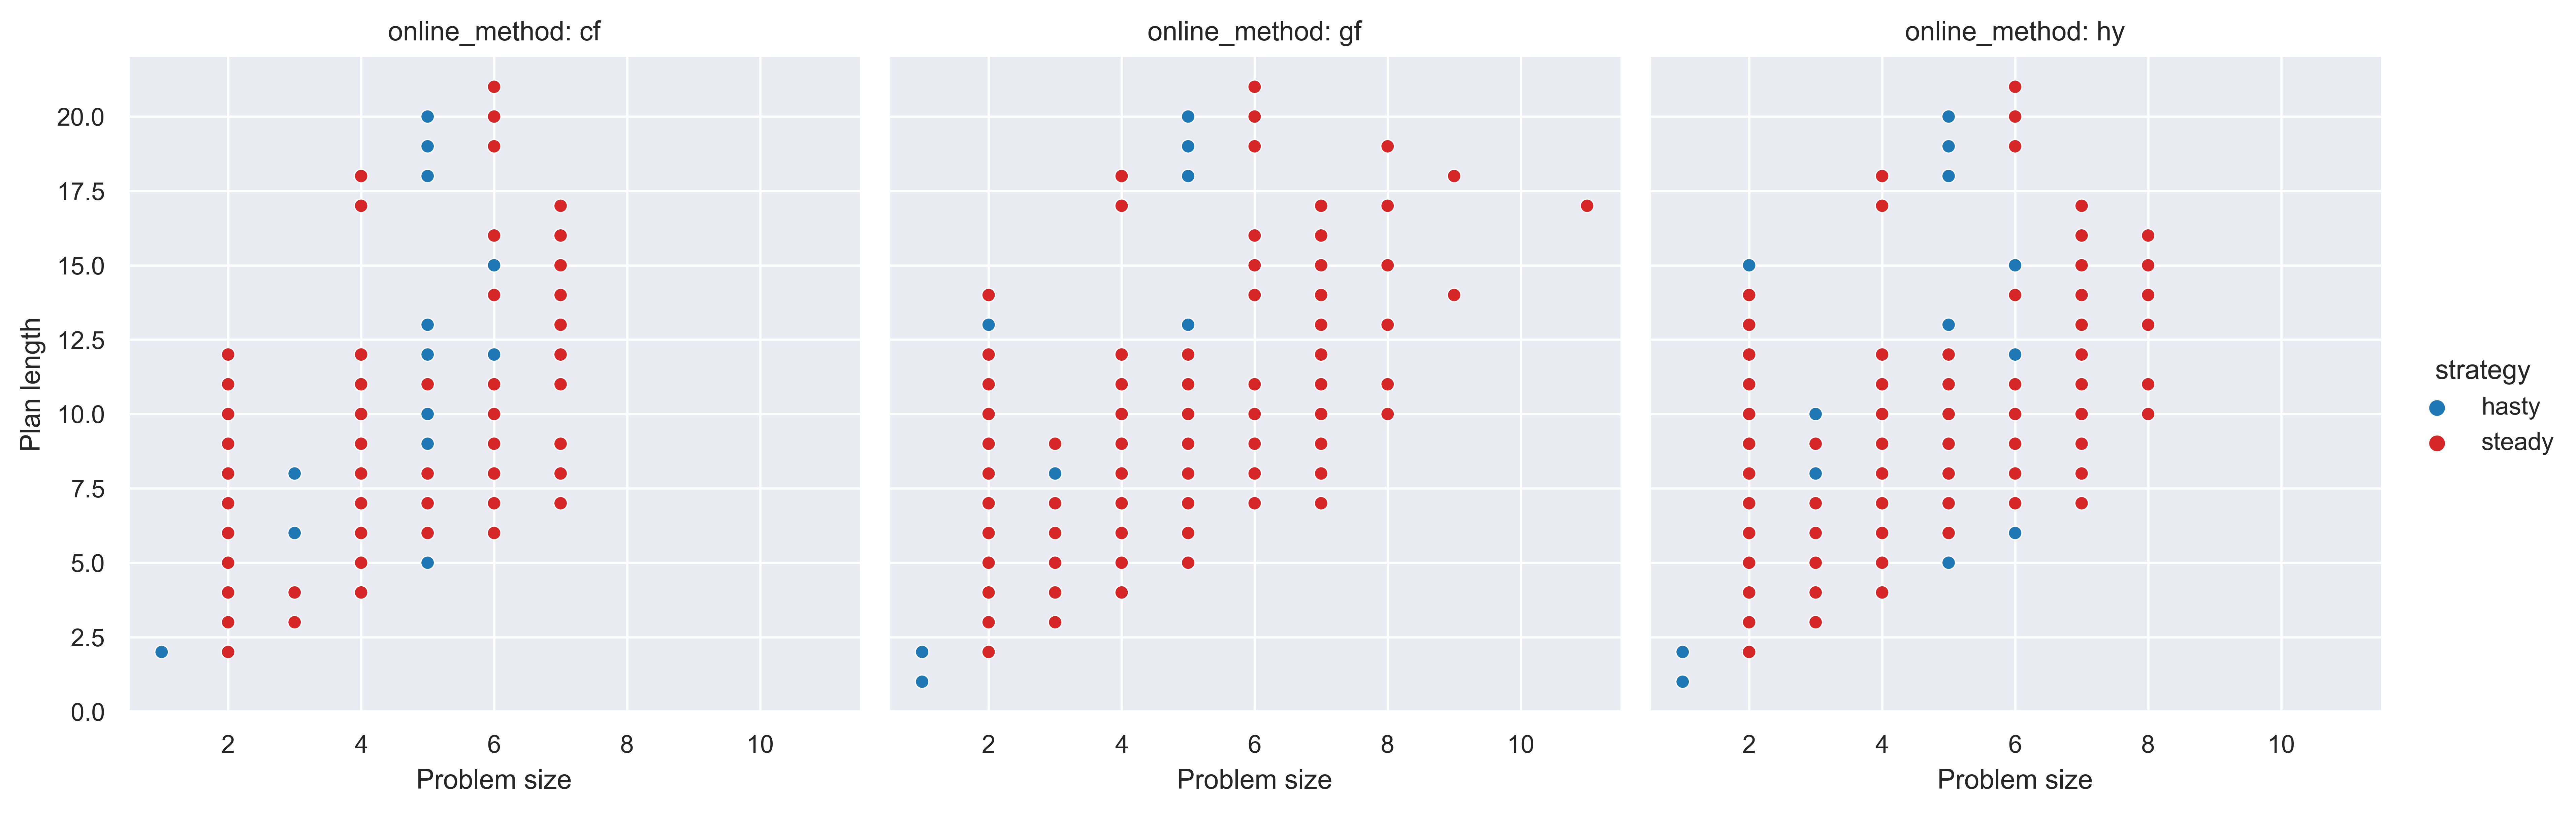 online_method: cf
online_method: gf
online_method: hy
Plan length
20.0
17.5
15.0
12.5
10.0
7.5
5.0
2.5
0.0
2 4 6 8 10
2 4 6 8 10
2 4 6 8 10
Problem size
Problem size
Problem size
strategy
hasty
steady